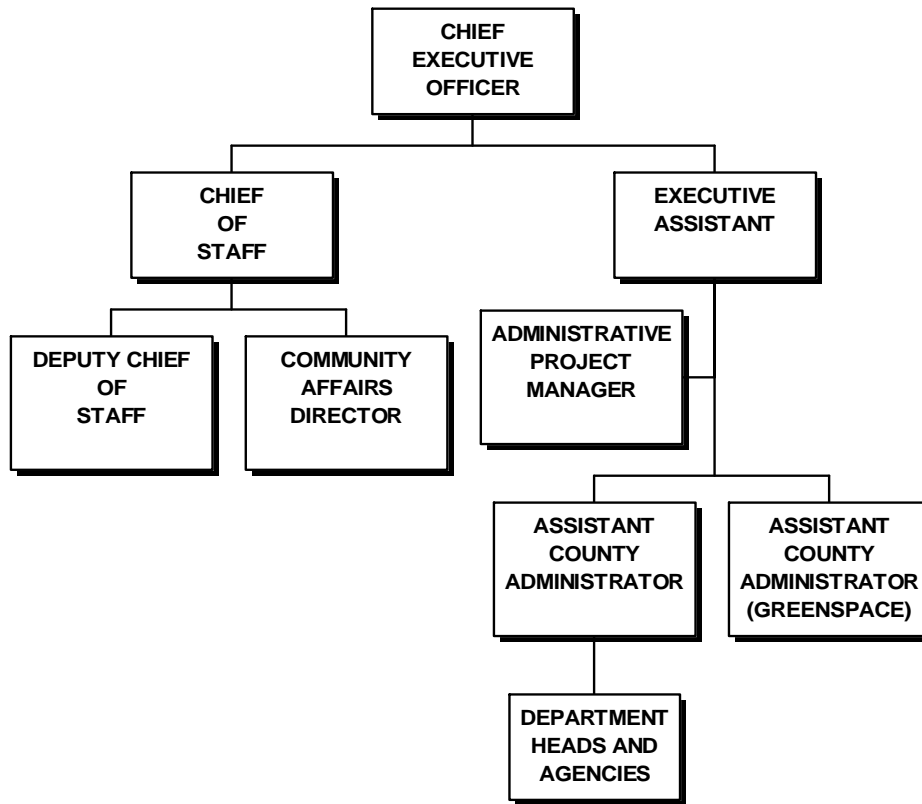 CHIEF
EXECUTIVE
OFFICER
CHIEF
OF
STAFF
EXECUTIVE
ASSISTANT
DEPUTY CHIEF
OF
STAFF
COMMUNITY
AFFAIRS
DIRECTOR
ADMINISTRATIVE
PROJECT
MANAGER
ASSISTANT
COUNTY
ADMINISTRATOR
ASSISTANT
COUNTY
ADMINISTRATOR
(GREENSPACE)
DEPARTMENT
HEADS AND
AGENCIES